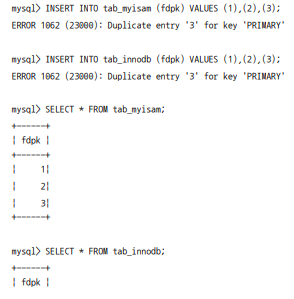 mysql> INSERT INTO tab_myisam (fdpk) VALUES (1),(2),(3);
ERROR 1062 (23000): Duplicate entry '3' for key 'PRIMARY'
mysql> INSERT INTO tab_innodb (fdpk) VALUES (1),(2),(3);
ERROR 1062 (23000): Duplicate entry '3' for key 'PRIMARY'
mysql> SELECT * FROM tab_myisam;
+------+
| fdpk |
+------+
|    1|
|    2|
|    3|
+------+
mysql> SELECT * FROM tab_innodb;
+------+
| fdpk |